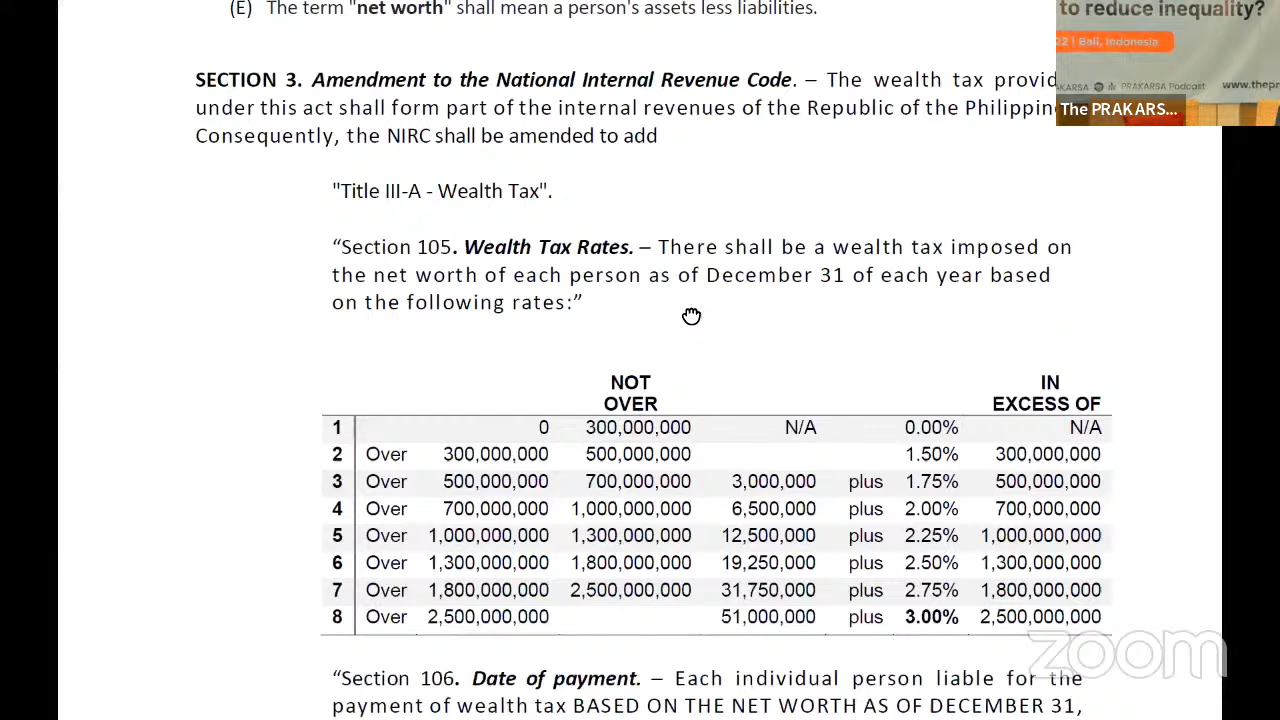 (E) The term "net worth" shall mean a person's assets less liabilities.
to reduce inequality?
22 | Bali, Indonesia
PRAKARSA Podcast
The PRAKARS...
SECTION 3. Amendment to the National Internal Revenue Code. – The wealth tax provid
under this act shall form part of the internal revenues of the Republic of the Philippin
Consequently, the NIRC shall be amended to add
"Title III-A - Wealth Tax".
“Section 105. Wealth Tax Rates. – There shall be a wealth tax imposed on
the net worth of each person as of December 31 of each year based
on the following rates:”
NOT OVER IN EXCESS OF
1 0 300,000,000 N/A 0.00% N/A
2 Over 300,000,000 500,000,000 1.50% 300,000,000
3 Over 500,000,000 700,000,000 3,000,000 plus 1.75% 500,000,000
4 Over 700,000,000 1,000,000,000 6,500,000 plus 2.00% 700,000,000
5 Over 1,000,000,000 1,300,000,000 12,500,000 plus 2.25% 1,000,000,000
6 Over 1,300,000,000 1,800,000,000 19,250,000 plus 2.50% 1,300,000,000
7 Over 1,800,000,000 2,500,000,000 31,750,000 plus 2.75% 1,800,000,000
8 Over 2,500,000,000 51,000,000 plus 3.00% 2,500,000,000
zoom
“Section 106. Date of payment. – Each individual person liable for the
payment of wealth tax BASED ON THE NET WORTH AS OF DECEMBER 31,